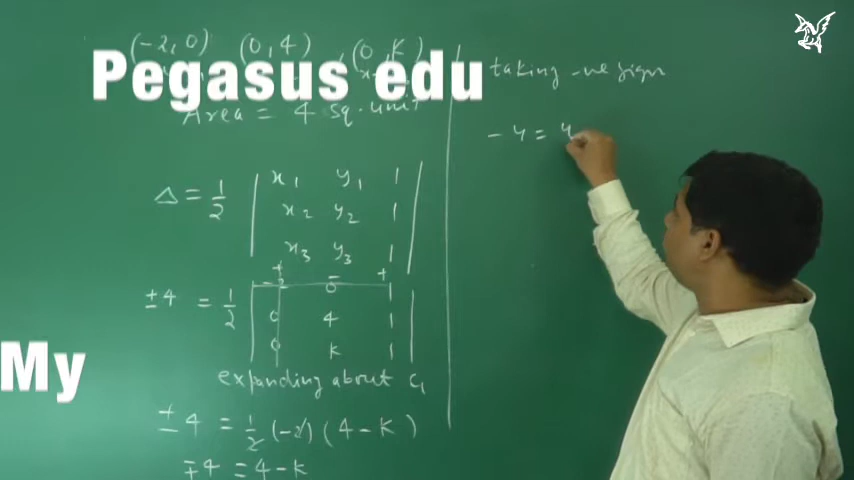 (-2, 0) (0, 4) , (0, K)
Pegasus edu
Area = 4 sq. unit
Δ = 1/2 | x1 y1 1
x2 y2 1
x3 y3 1 |
+ - +
± 4 = 1/2 | -2 0 1
0 4 1
0 k 1 |
expanding about C1
± 4 = 1/2 (-2) (4 - K)
∓ 4 = 4 - K
taking -ve sign
- 4 = 4
My